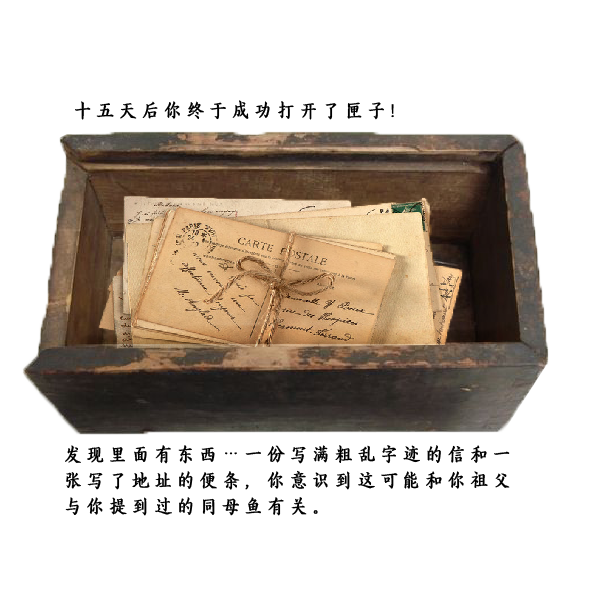 十五天后你终于成功打开了匣子!
CARTE POSTALE
发现里面有东西…一份写满粗乱字迹的信和一
张写了地址的便条，你意识到这可能和你祖父
与你提到过的同母鱼有关。